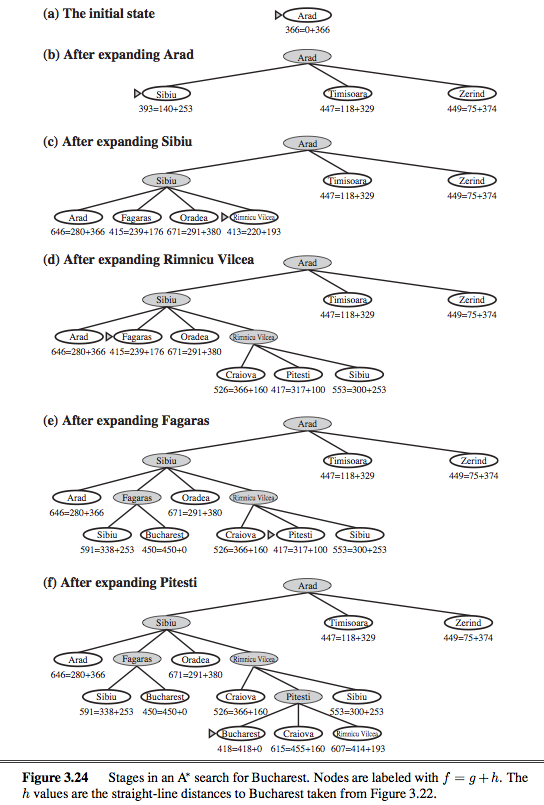 (a) The initial state
Arad
366=0+366
(b) After expanding Arad
Arad
Sibiu Timisoara Zerind
393=140+253 447=118+329 449=75+374
(c) After expanding Sibiu
Arad
Sibiu Timisoara Zerind
447=118+329 449=75+374
Arad Fagaras Oradea Rimnicu Vilcea
646=280+366 415=239+176 671=291+380 413=220+193
(d) After expanding Rimnicu Vilcea
Arad
Sibiu Timisoara Zerind
447=118+329 449=75+374
Arad Fagaras Oradea Rimnicu Vilcea
646=280+366 415=239+176 671=291+380
Craiova Pitesti Sibiu
526=366+160 417=317+100 553=300+253
(e) After expanding Fagaras
Arad
Sibiu Timisoara Zerind
447=118+329 449=75+374
Arad Fagaras Oradea Rimnicu Vilcea
646=280+366 671=291+380
Sibiu Bucharest Craiova Pitesti Sibiu
591=338+253 450=450+0 526=366+160 417=317+100 553=300+253
(f) After expanding Pitesti
Arad
Sibiu Timisoara Zerind
447=118+329 449=75+374
Arad Fagaras Oradea Rimnicu Vilcea
646=280+366 671=291+380
Sibiu Bucharest Craiova Pitesti Sibiu
591=338+253 450=450+0 526=366+160 553=300+253
Bucharest Craiova Rimnicu Vilcea
418=418+0 615=455+160 607=414+193
Figure 3.24 Stages in an A* search for Bucharest. Nodes are labeled with f = g + h. The
h values are the straight-line distances to Bucharest taken from Figure 3.22.